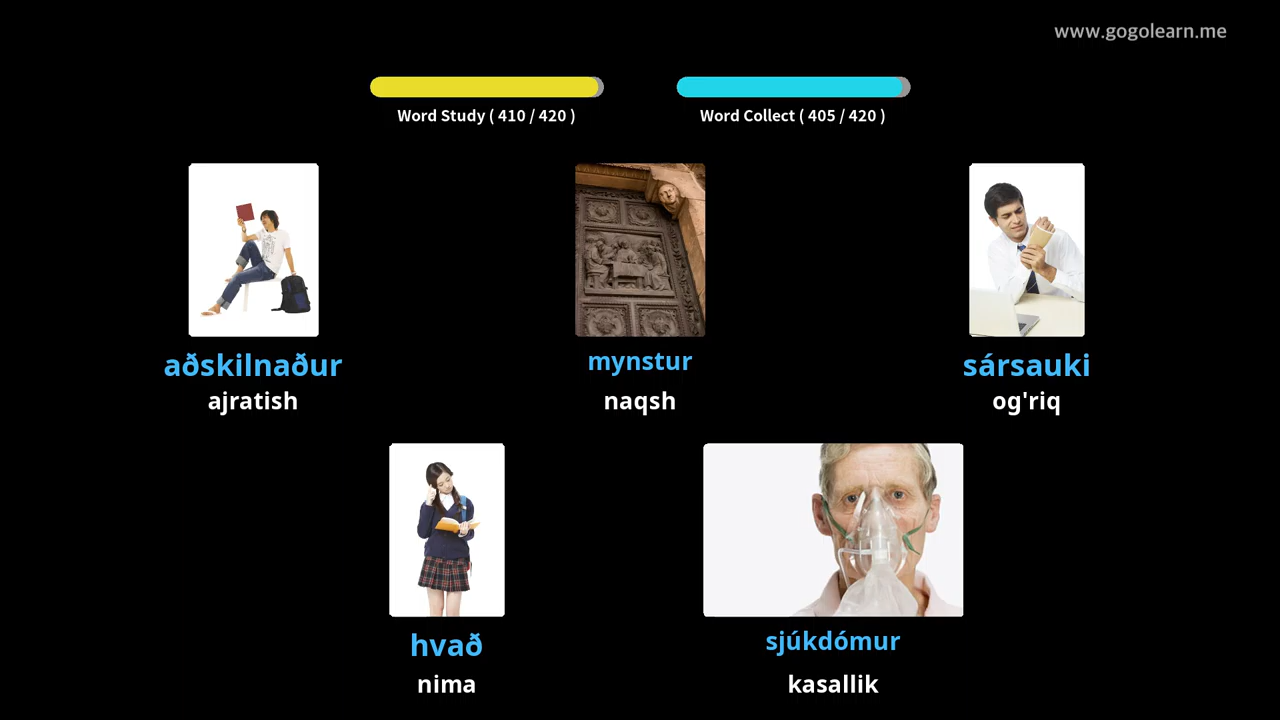 www.gogolearn.me
Word Study ( 410 / 420 )
Word Collect ( 405 / 420 )
aðskilnaður
ajratish
mynstur
naqsh
sársauki
og'riq
hvað
nima
sjúkdómur
kasallik